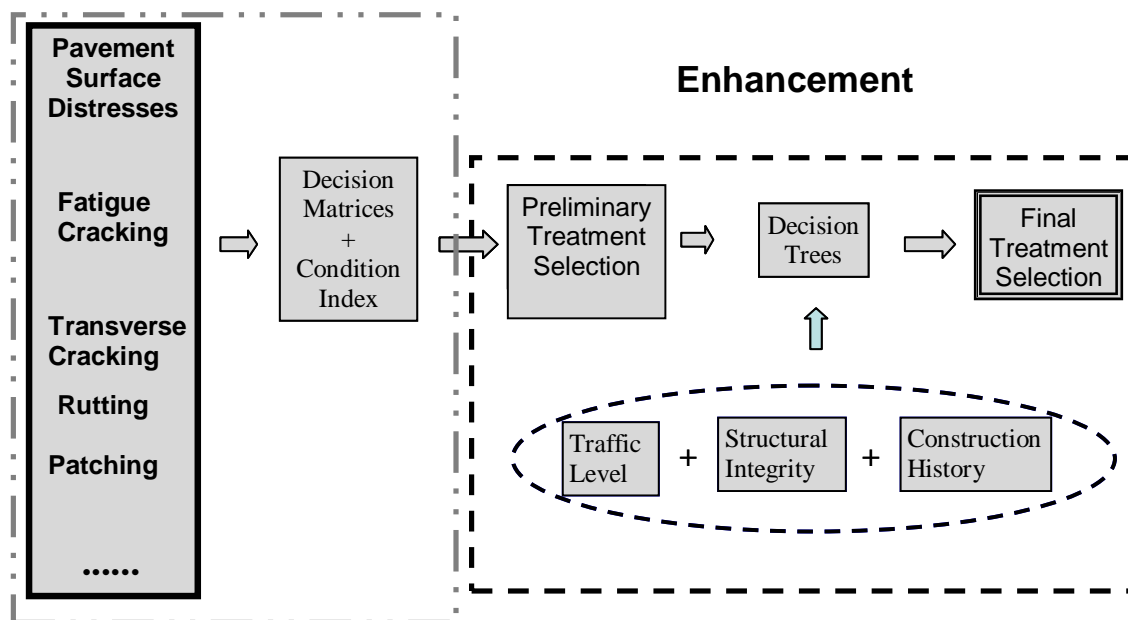 Pavement
Surface
Distresses
Fatigue
Cracking
Transverse
Cracking
Rutting
Patching
......
Decision
Matrices
+
Condition
Index
Enhancement
Preliminary
Treatment
Selection
Decision
Trees
Final
Treatment
Selection
Traffic
Level
+
Structural
Integrity
+
Construction
History